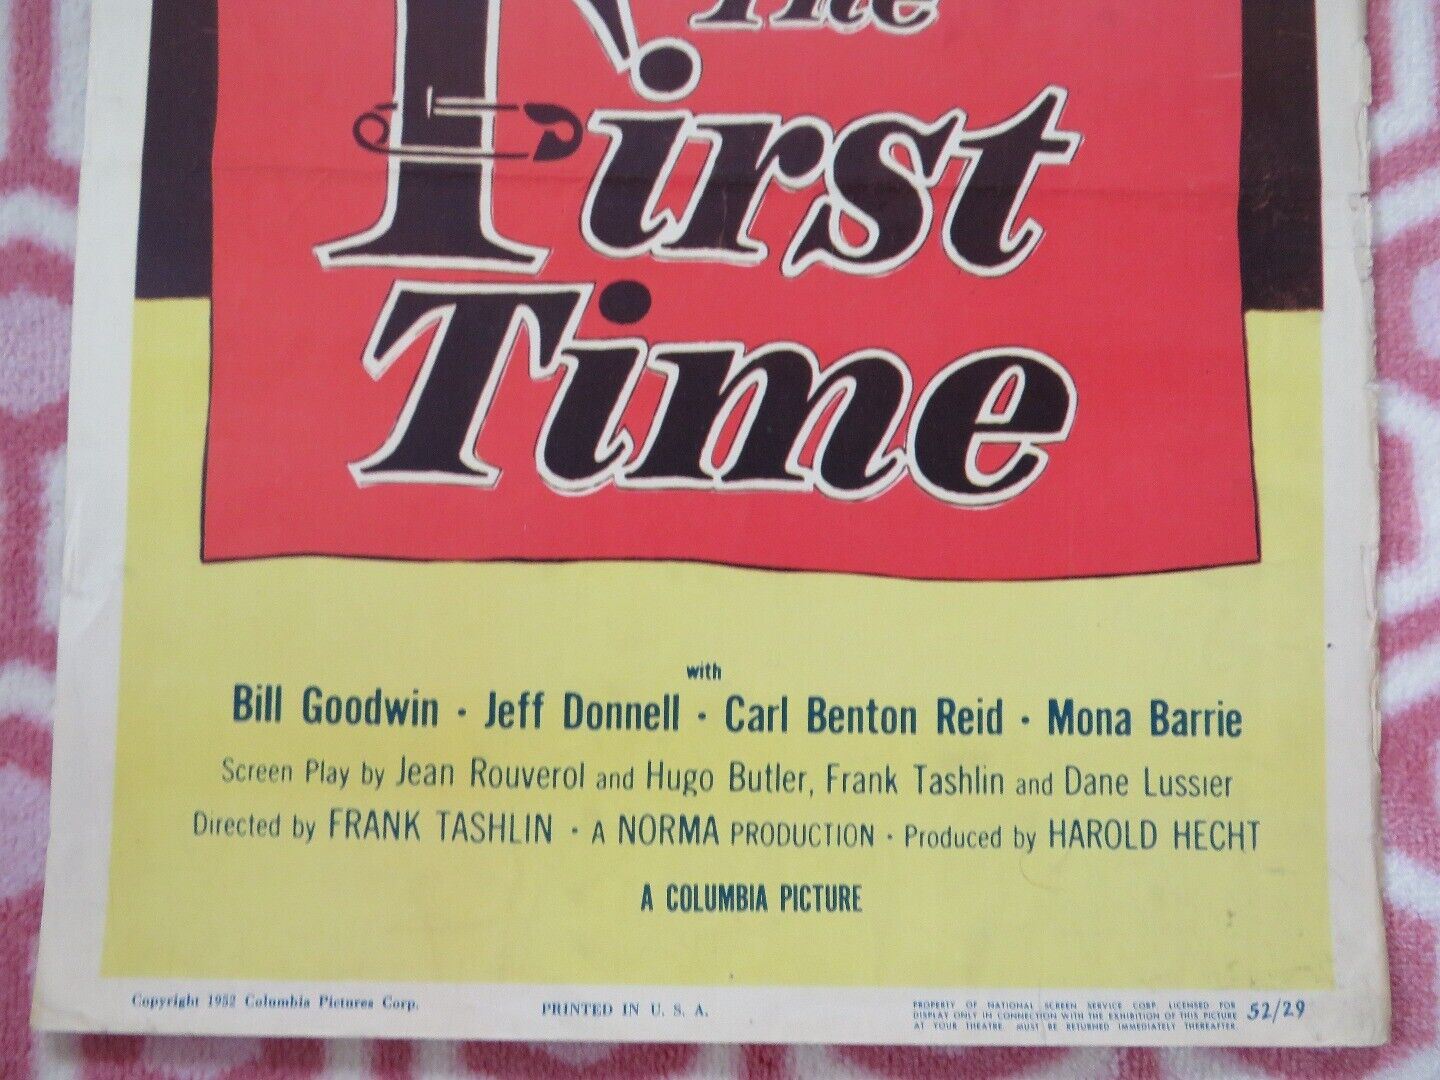 The
First
Time
with
Bill Goodwin · Jeff Donnell · Carl Benton Reid · Mona Barrie
Screen Play by Jean Rouverol and Hugo Butler, Frank Tashlin and Dane Lussier
Directed by FRANK TASHLIN · A NORMA PRODUCTION · Produced by HAROLD HECHT
A COLUMBIA PICTURE
Copyright 1952 Columbia Pictures Corp.
PRINTED IN U. S. A.
PROPERTY OF NATIONAL SCREEN SERVICE CORP. LICENSED FOR
DISPLAY ONLY IN CONNECTION WITH THE EXHIBITION OF THIS PICTURE
AT YOUR THEATRE. MUST BE RETURNED IMMEDIATELY THEREAFTER.
52/29